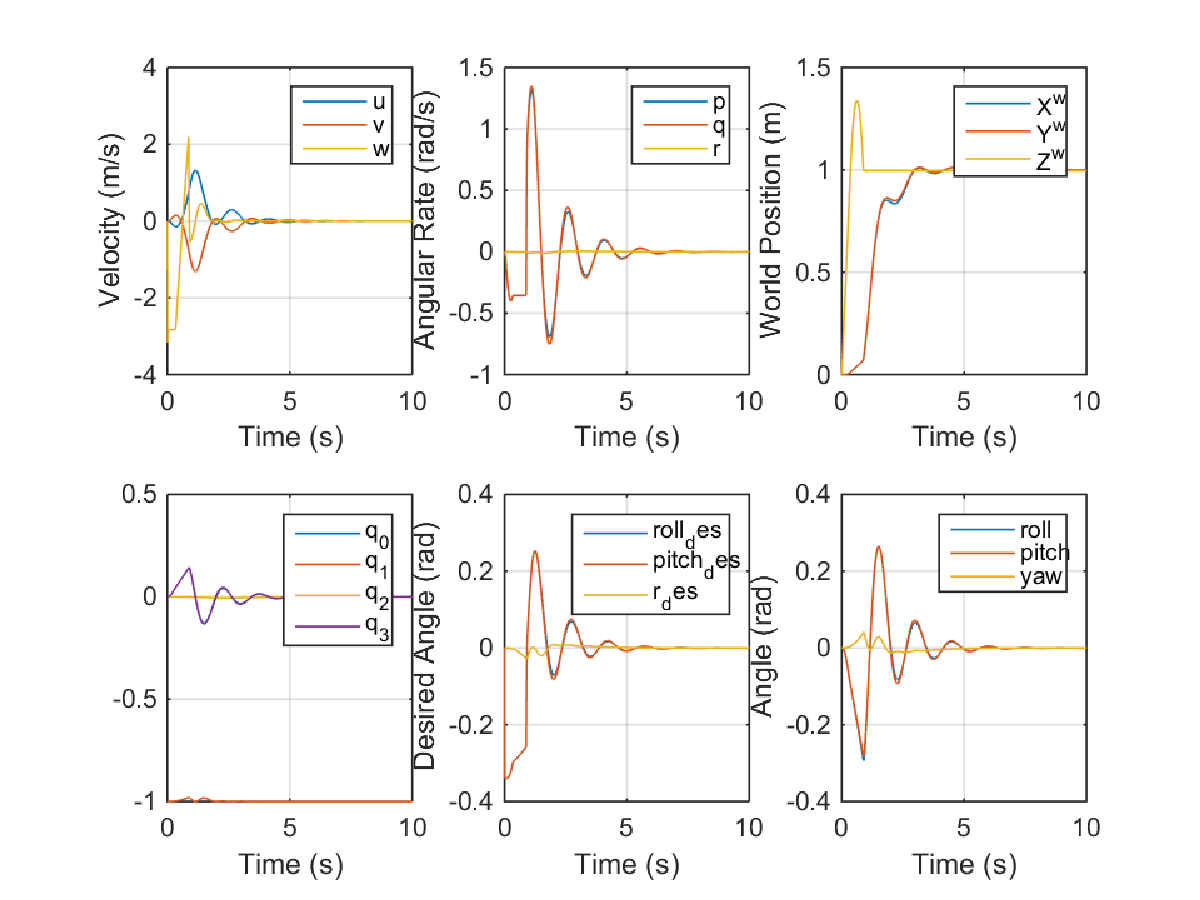 4
2
0
-2
-4
Velocity (m/s)
u
v
w
0 5 10
Time (s)
1.5
1
0.5
0
-0.5
-1
Angular Rate (rad/s)
p
q
r
0 5 10
Time (s)
1.5
1
0.5
0
World Position (m)
X^w
Y^w
Z^w
0 5 10
Time (s)
0.5
0
-0.5
-1
q_0
q_1
q_2
q_3
0 5 10
Time (s)
0.4
0.2
0
-0.2
-0.4
Desired Angle (rad)
roll_des
pitch_des
r_des
0 5 10
Time (s)
0.4
0.2
0
-0.2
-0.4
Angle (rad)
roll
pitch
yaw
0 5 10
Time (s)